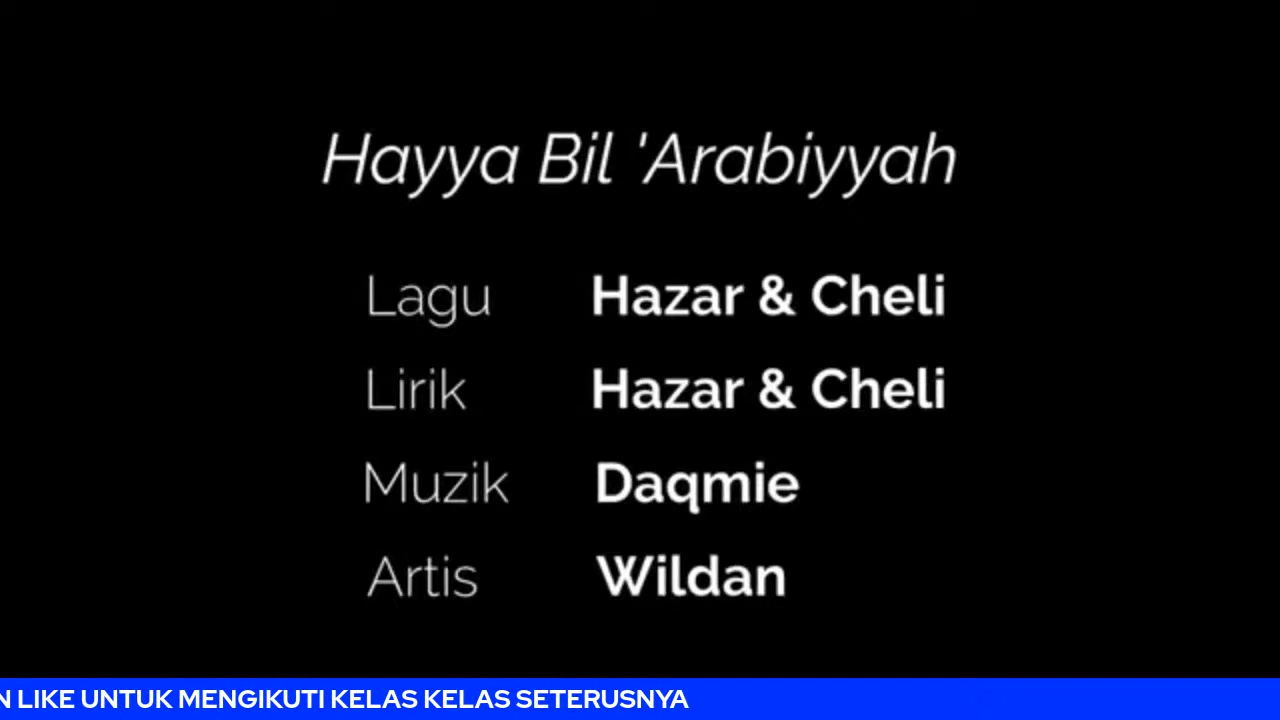 Hayya Bil 'Arabiyyah
Lagu Hazar & Cheli
Lirik Hazar & Cheli
Muzik Daqmie
Artis Wildan
N LIKE UNTUK MENGIKUTI KELAS KELAS SETERUSNYA